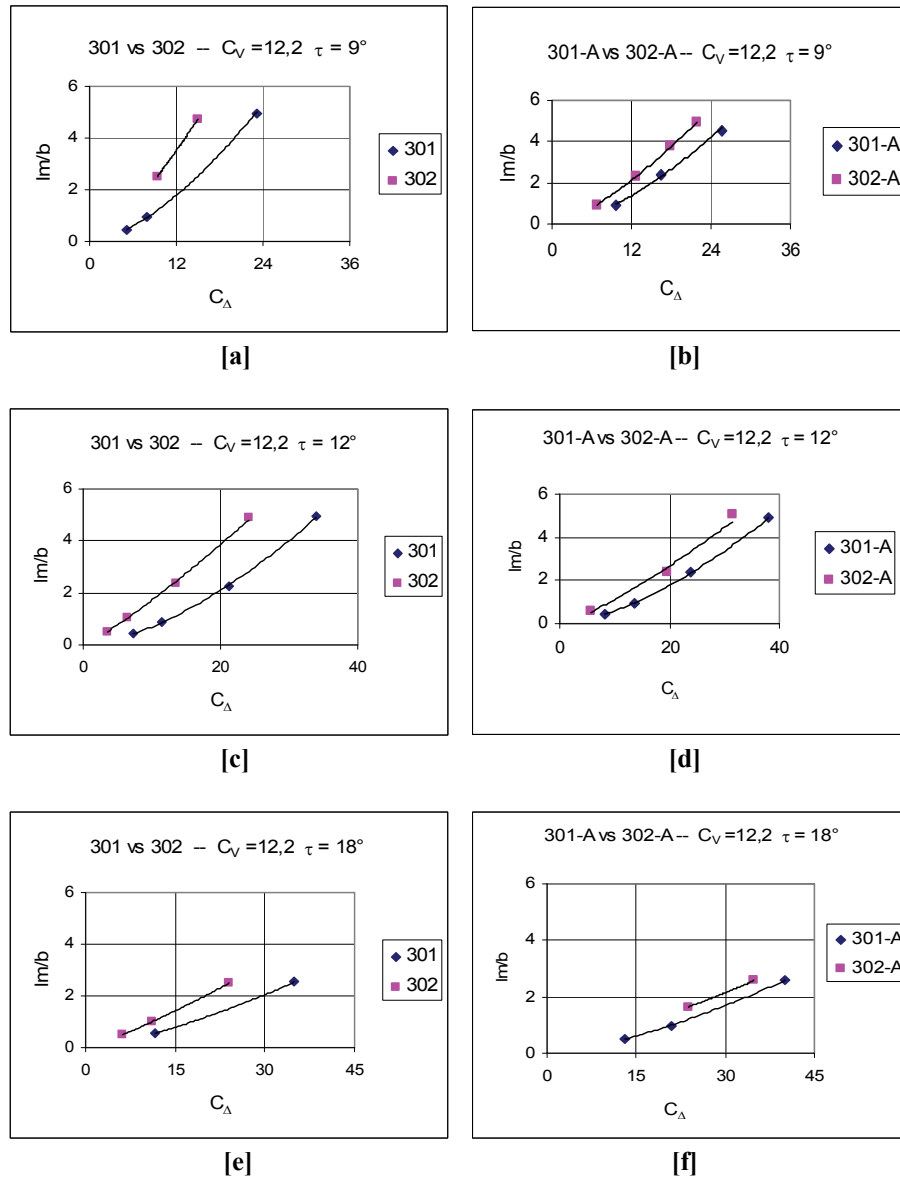 301 vs 302 -- C_V =12,2 τ = 9°
6
4
2
0
lm/b
0 12 24 36
C_Δ
301
302
[a]
301-A vs 302-A -- C_V =12,2 τ = 9°
6
5
4
3
2
1
0
lm/b
0 12 24 36
C_Δ
301-A
302-A
[b]
301 vs 302 -- C_V =12,2 τ = 12°
6
4
2
0
lm/b
0 20 40
C_Δ
301
302
[c]
301-A vs 302-A -- C_V =12,2 τ = 12°
6
4
2
0
lm/b
0 20 40
C_Δ
301-A
302-A
[d]
301 vs 302 -- C_V =12,2 τ = 18°
6
4
2
0
lm/b
0 15 30 45
C_Δ
301
302
[e]
301-A vs 302-A -- C_V =12,2 τ = 18°
6
4
2
0
lm/b
0 15 30 45
C_Δ
301-A
302-A
[f]